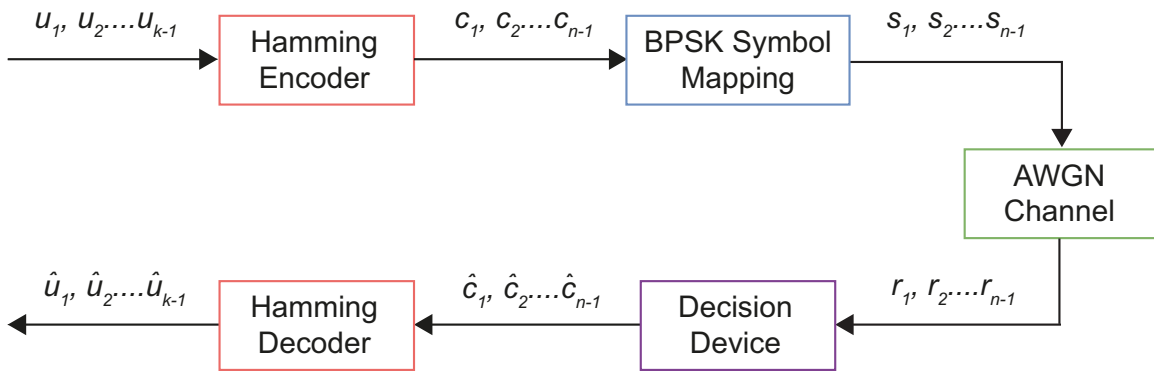 u₁, u₂....uₖ₋₁
Hamming
Encoder
c₁, c₂....cₙ₋₁
BPSK Symbol
Mapping
s₁, s₂....sₙ₋₁
AWGN
Channel
r₁, r₂....rₙ₋₁
Decision
Device
ĉ₁, ĉ₂....ĉₙ₋₁
Hamming
Decoder
û₁, û₂....ûₖ₋₁